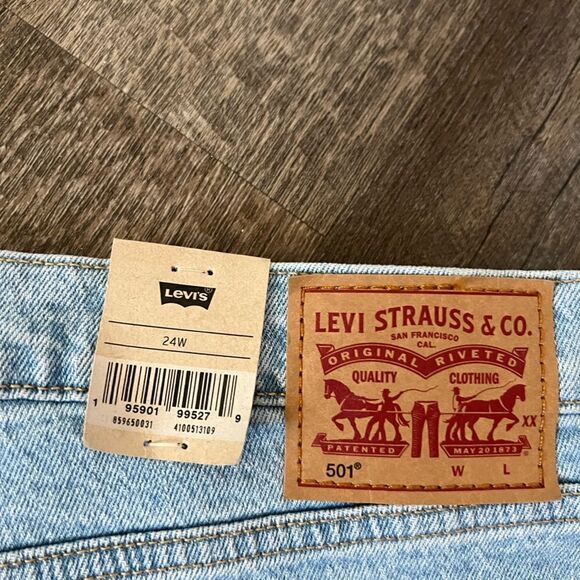 LEVI'S
24W
1 95901 99527 9
859650031 4100513109
LEVI STRAUSS & CO.
SAN FRANCISCO
CAL.
ORIGINAL RIVETED
QUALITY CLOTHING
XX
PATENTED MAY 20 1873
501® W L